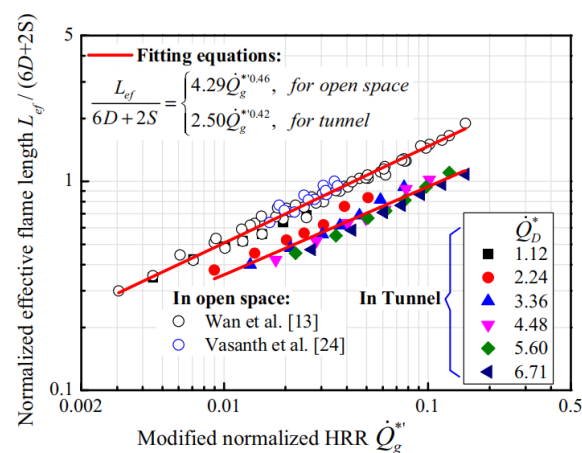 5
1
0.1
Normalized effective flame length L_ef / (6D+2S)
Fitting equations:
L_ef / 6D + 2S = { 4.29Q̇_g^*'0.46, for open space
2.50Q̇_g^*'0.42, for tunnel
In open space:
Wan et al. [13]
Vasanth et al. [24]
In Tunnel
Q̇_D^*
1.12
2.24
3.36
4.48
5.60
6.71
0.002 0.01 0.1 0.5
Modified normalized HRR Q̇_g^*'